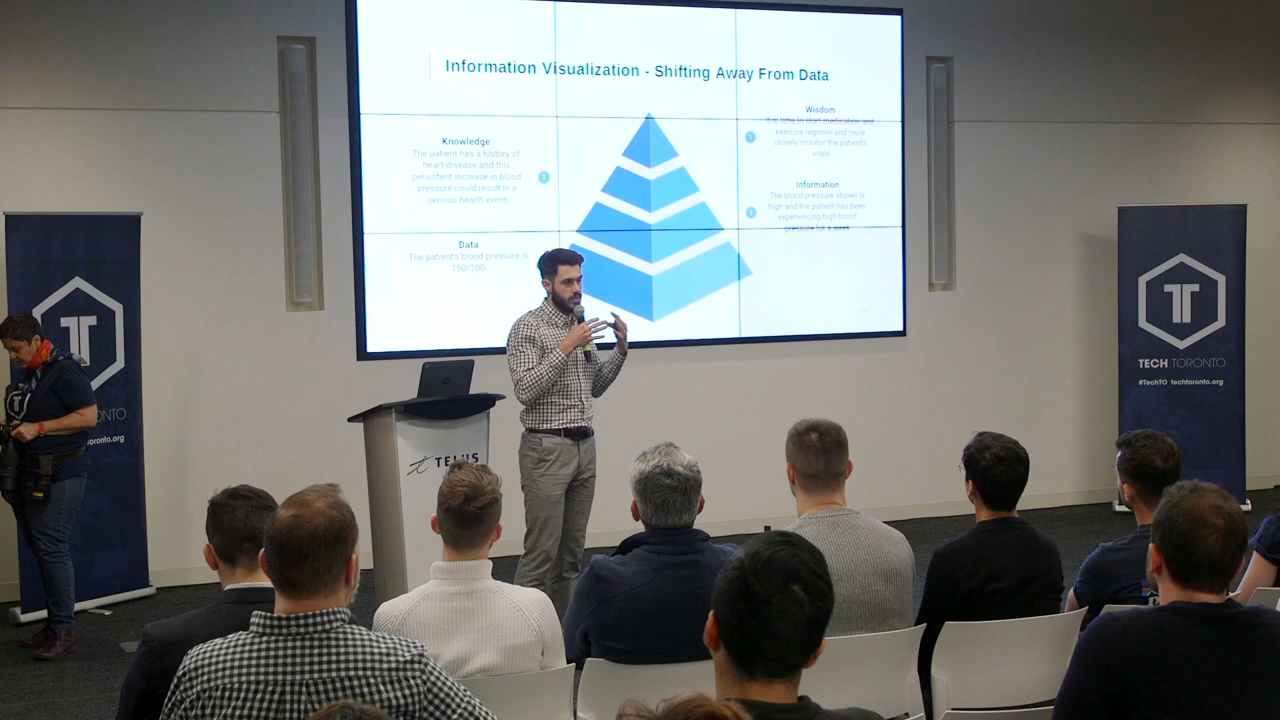 Information Visualization - Shifting Away From Data
Knowledge
The patient has a history of
heart disease and this
persistent increase in blood
pressure could result in a
serious health event
2
Data
The patient's blood pressure is
150/100
Wisdom
It is time to start medication and
exercise regimen and more
closely monitor the patient's
vitals
1
Information
The blood pressure shown is
high and the patient has been
experiencing high blood
pressure for a week
TECH TORONTO
#TechTO techtoronto.org
TELUS